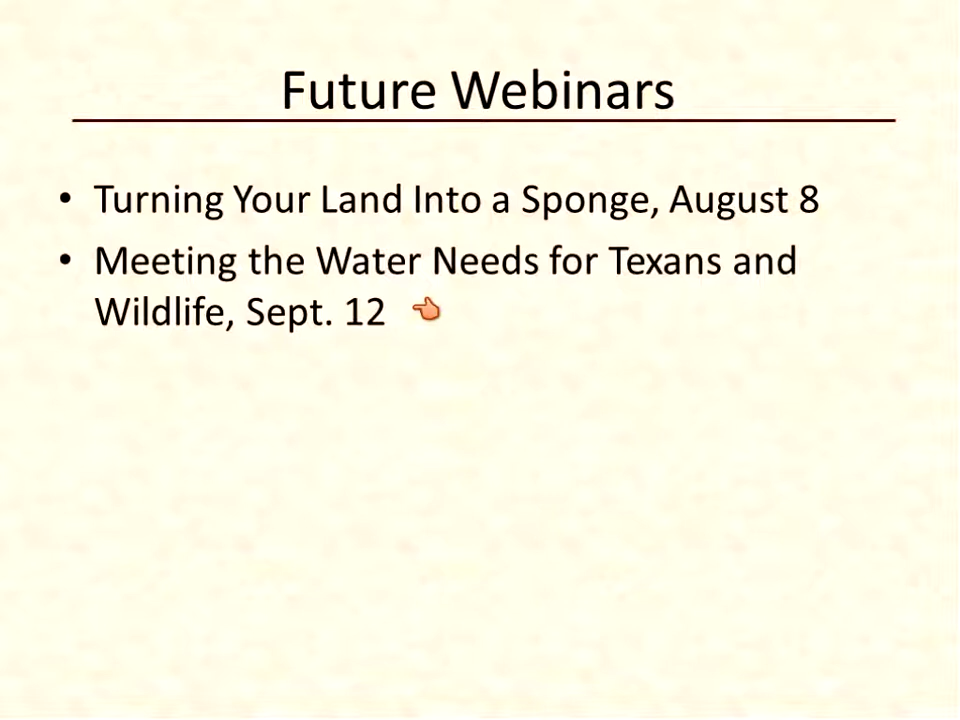 Future Webinars
• Turning Your Land Into a Sponge, August 8
• Meeting the Water Needs for Texans and
Wildlife, Sept. 12